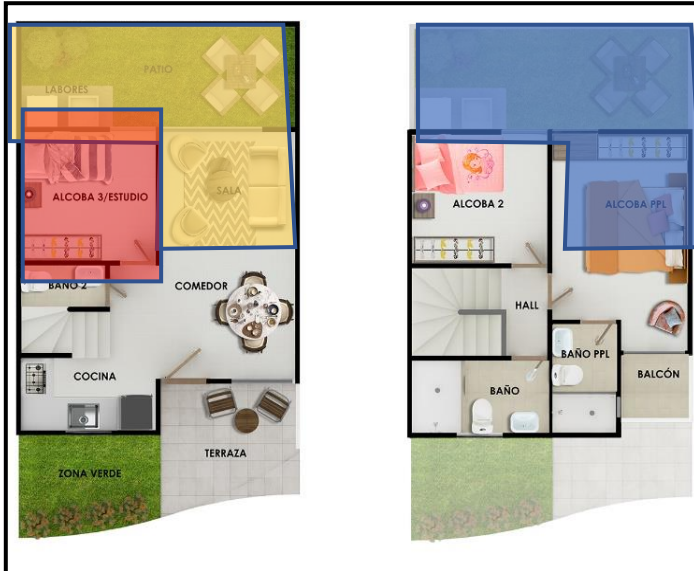 PATIO
LABORES
ALCOBA 3/ESTUDIO
SALA
BAÑO 2
COMEDOR
COCINA
TERRAZA
ZONA VERDE
ALCOBA 2
ALCOBA PPL
HALL
BAÑO PPL
BAÑO
BALCÓN